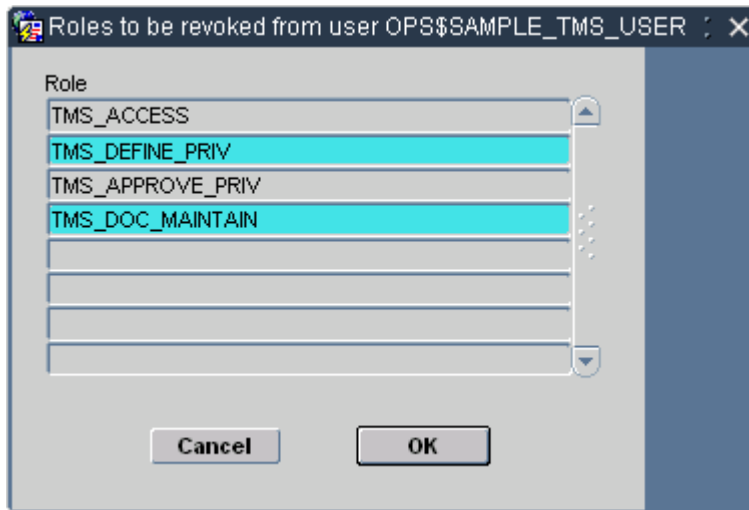 Roles to be revoked from user OPS$SAMPLE_TMS_USER
Role
TMS_ACCESS
TMS_DEFINE_PRIV
TMS_APPROVE_PRIV
TMS_DOC_MAINTAIN
Cancel OK